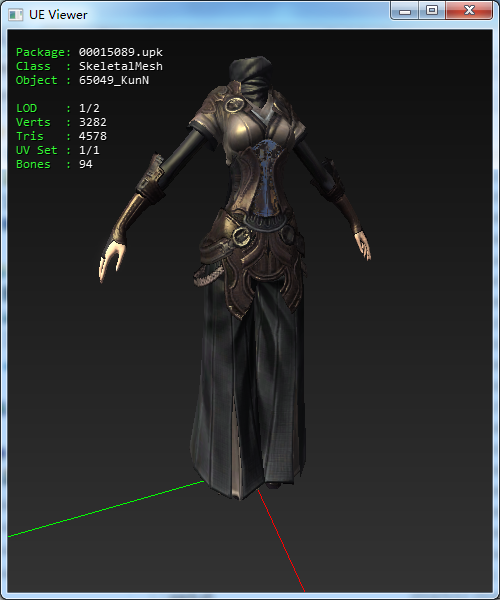 UE Viewer
Package: 00015089.upk
Class : SkeletalMesh
Object : 65049_KunN
LOD : 1/2
Verts : 3282
Tris : 4578
UV Set : 1/1
Bones : 94